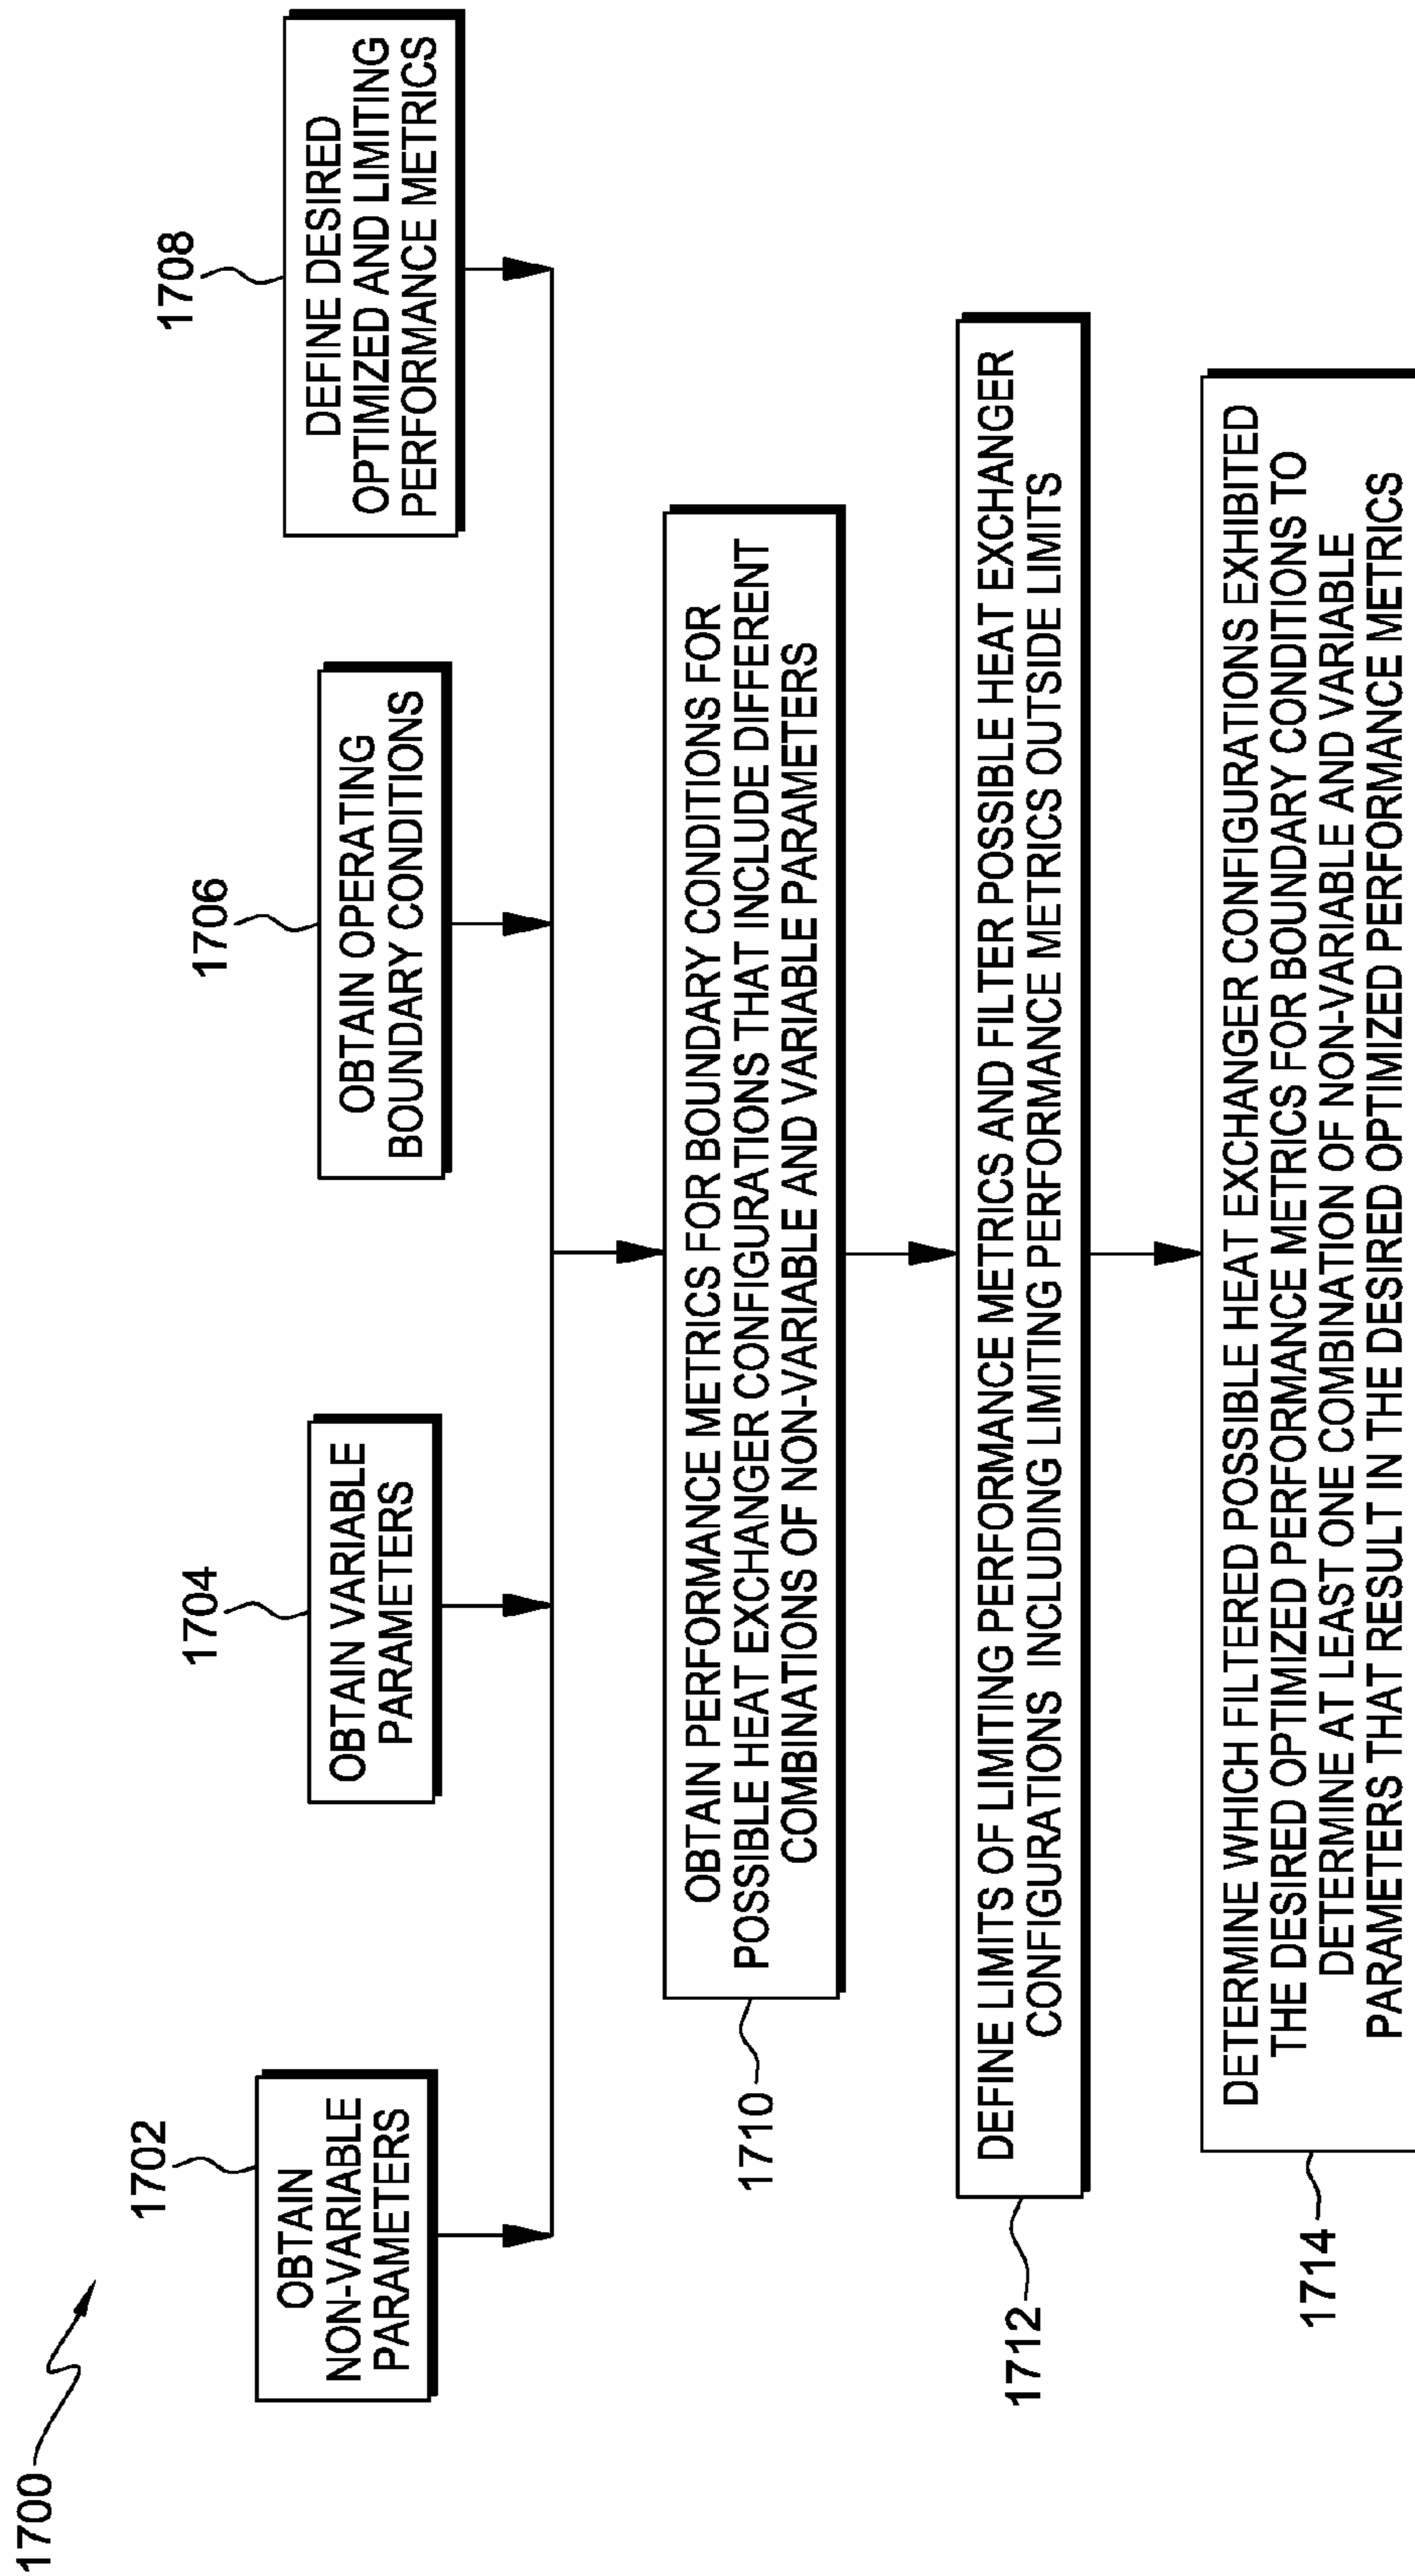 1700
1702
OBTAIN
NON-VARIABLE
PARAMETERS
1704
OBTAIN VARIABLE
PARAMETERS
1706
OBTAIN OPERATING
BOUNDARY CONDITIONS
1708
DEFINE DESIRED
OPTIMIZED AND LIMITING
PERFORMANCE METRICS
1710
OBTAIN PERFORMANCE METRICS FOR BOUNDARY CONDITIONS FOR
POSSIBLE HEAT EXCHANGER CONFIGURATIONS THAT INCLUDE DIFFERENT
COMBINATIONS OF NON-VARIABLE AND VARIABLE PARAMETERS
1712
DEFINE LIMITS OF LIMITING PERFORMANCE METRICS AND FILTER POSSIBLE HEAT EXCHANGER
CONFIGURATIONS INCLUDING LIMITING PERFORMANCE METRICS OUTSIDE LIMITS
1714
DETERMINE WHICH FILTERED POSSIBLE HEAT EXCHANGER CONFIGURATIONS EXHIBITED
THE DESIRED OPTIMIZED PERFORMANCE METRICS FOR BOUNDARY CONDITIONS TO
DETERMINE AT LEAST ONE COMBINATION OF NON-VARIABLE AND VARIABLE
PARAMETERS THAT RESULT IN THE DESIRED OPTIMIZED PERFORMANCE METRICS